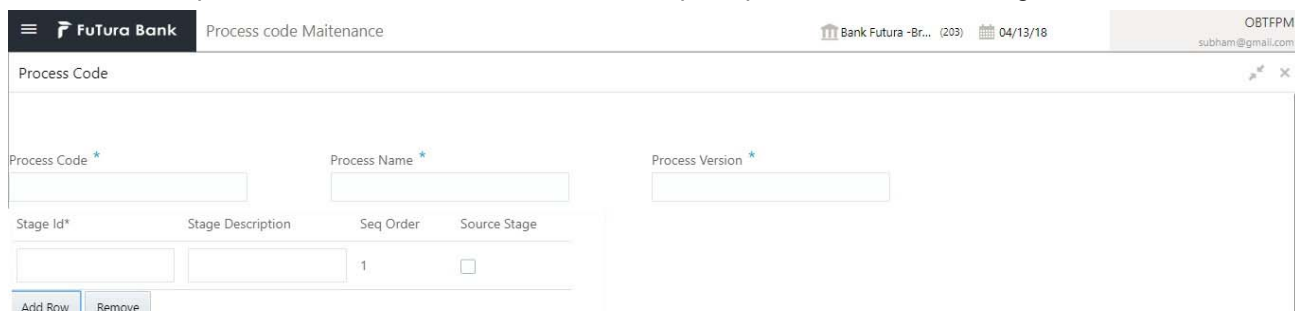 FuTura Bank Process code Maitenance Bank Futura -Br... (203) 04/13/18 OBTFPM
subham@gmail.com
Process Code
Process Code * Process Name * Process Version *
Stage Id* Stage Description Seq Order Source Stage
1
Add Row Remove